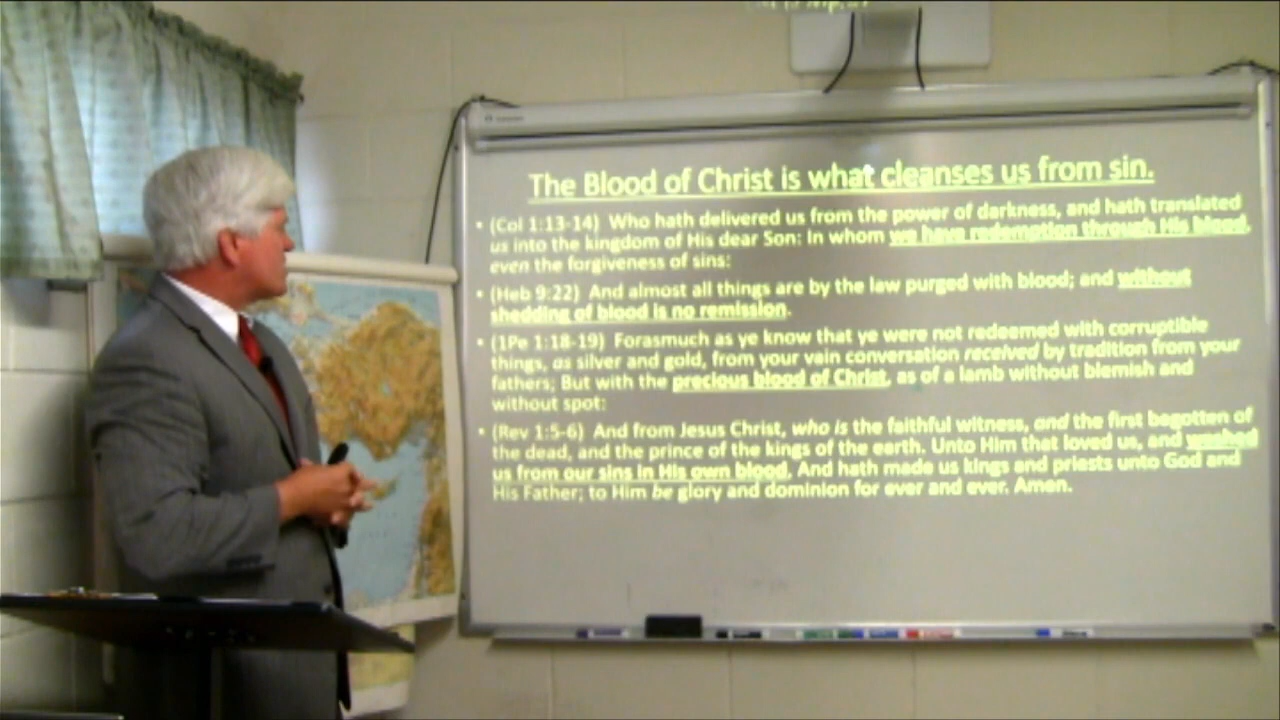 The Blood of Christ is what cleanses us from sin.
• (Col 1:13-14) Who hath delivered us from the power of darkness, and hath translated
us into the kingdom of His dear Son: In whom we have redemption through His blood,
even the forgiveness of sins:
• (Heb 9:22) And almost all things are by the law purged with blood; and without
shedding of blood is no remission.
• (1Pe 1:18-19) Forasmuch as ye know that ye were not redeemed with corruptible
things, as silver and gold, from your vain conversation received by tradition from your
fathers; But with the precious blood of Christ, as of a lamb without blemish and
without spot:
• (Rev 1:5-6) And from Jesus Christ, who is the faithful witness, and the first begotten of
the dead, and the prince of the kings of the earth. Unto Him that loved us, and washed
us from our sins in His own blood, And hath made us kings and priests unto God and
His Father; to Him be glory and dominion for ever and ever. Amen.